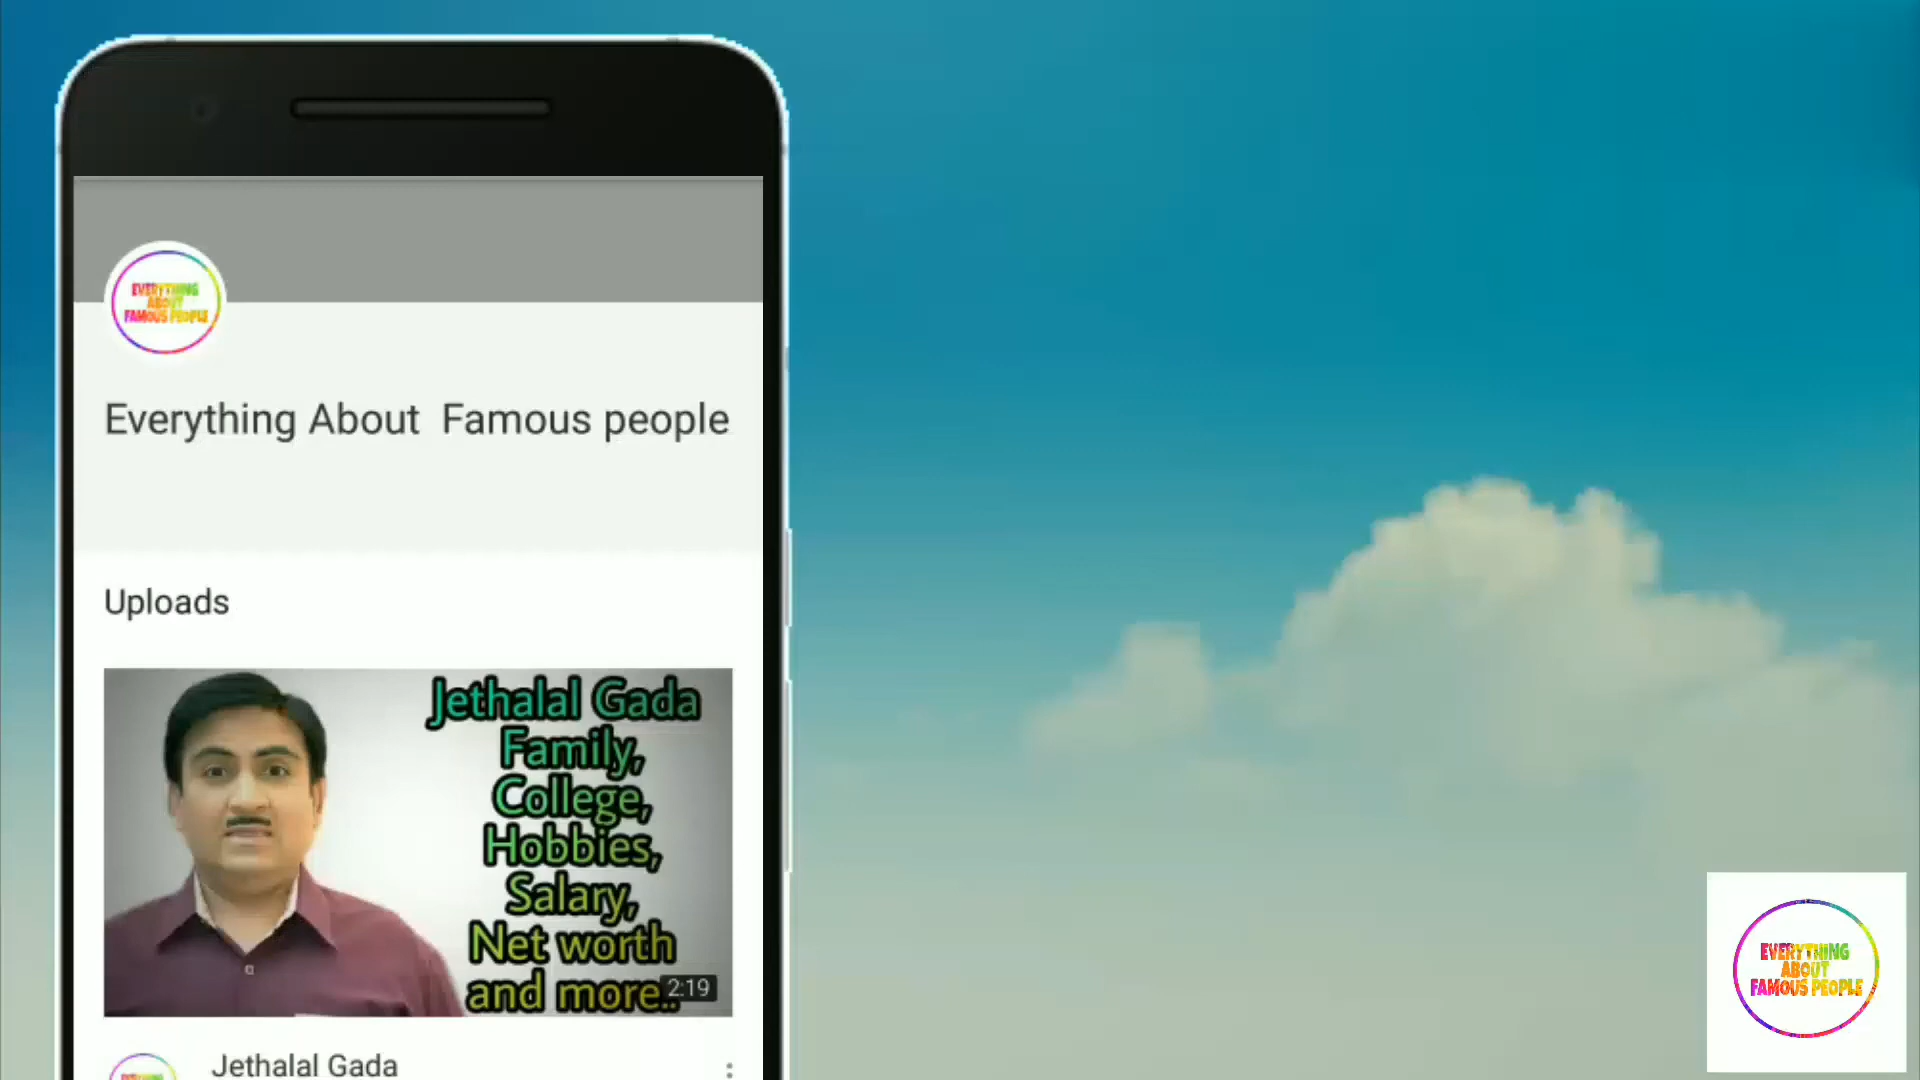 EVERYTHING
ABOUT
FAMOUS PEOPLE
Everything About Famous people
Uploads
Jethalal Gada
Family,
College,
Hobbies,
Salary,
Net worth
and more..
2:19
Jethalal Gada
EVERYTHING
ABOUT
FAMOUS PEOPLE